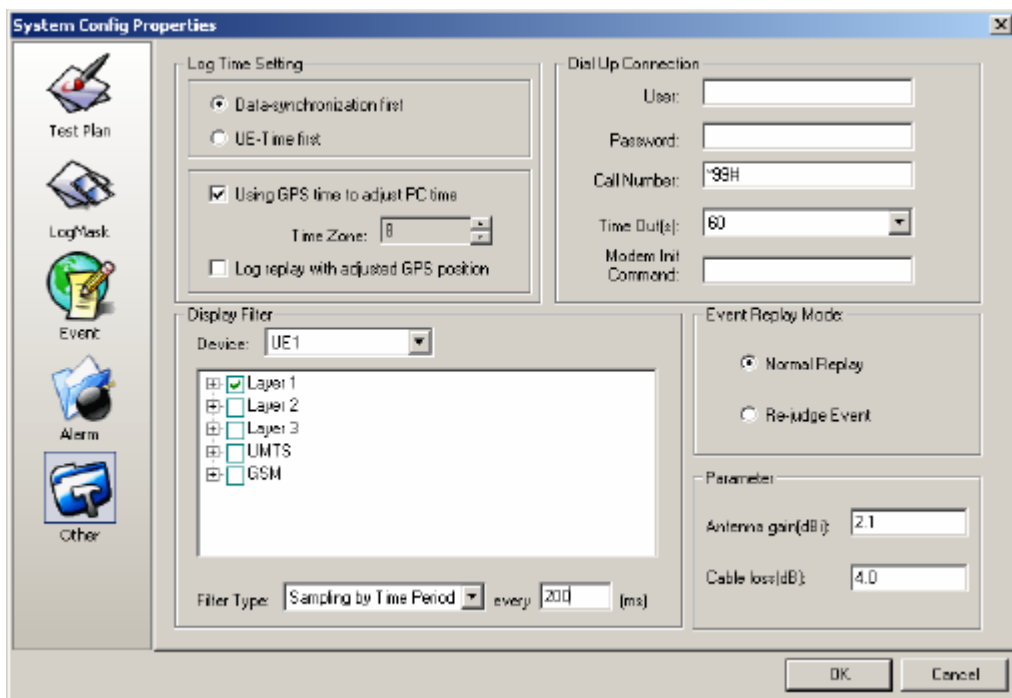 System Config Properties
Test Plan
LogMask
Event
Alarm
Other
Log Time Setting
Data-synchronization first
UE-Time first
Using GPS time to adjust PC time
Time Zone: 8
Log replay with adjusted GPS position
Dial Up Connection
User:
Password:
Call Number: *99#
Time Out(s): 60
Modem Init
Command:
Display Filter
Device: UE1
Layer 1
Layer 2
Layer 3
UMTS
GSM
Filter Type: Sampling by Time Period every 200 (ms)
Event Replay Mode:
Normal Replay
Re-judge Event
Parameter
Antenna gain(dBi): 2.1
Cable loss(dB): 4.0
OK
Cancel